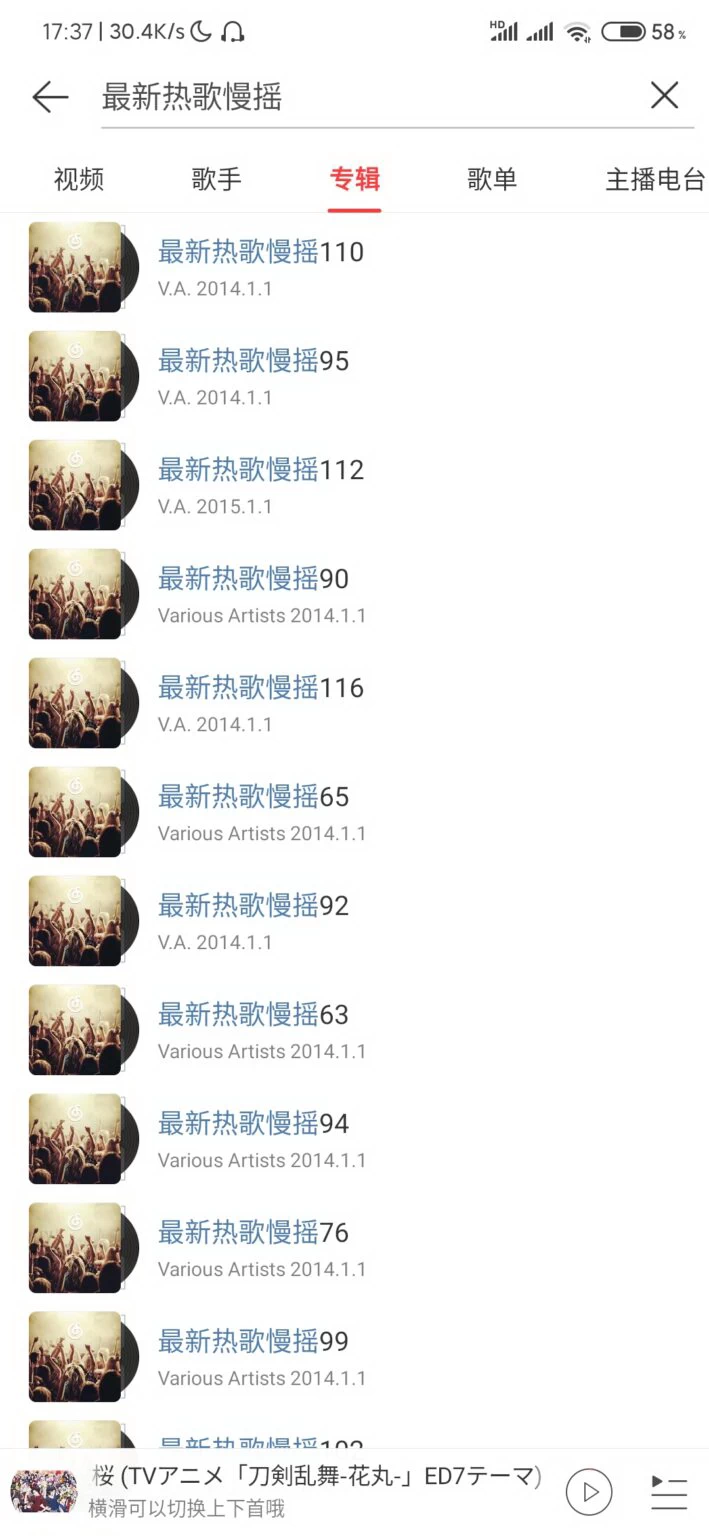 17:37 | 30.4K/s HD 58 %
最新热歌慢摇
视频 歌手 专辑 歌单 主播电台
最新热歌慢摇110
V.A. 2014.1.1
最新热歌慢摇95
V.A. 2014.1.1
最新热歌慢摇112
V.A. 2015.1.1
最新热歌慢摇90
Various Artists 2014.1.1
最新热歌慢摇116
V.A. 2014.1.1
最新热歌慢摇65
Various Artists 2014.1.1
最新热歌慢摇92
V.A. 2014.1.1
最新热歌慢摇63
Various Artists 2014.1.1
最新热歌慢摇94
Various Artists 2014.1.1
最新热歌慢摇76
Various Artists 2014.1.1
最新热歌慢摇99
Various Artists 2014.1.1
最新热歌慢摇
桜 (TVアニメ「刀剣乱舞-花丸-」ED7テーマ)
横滑可以切换上下首哦